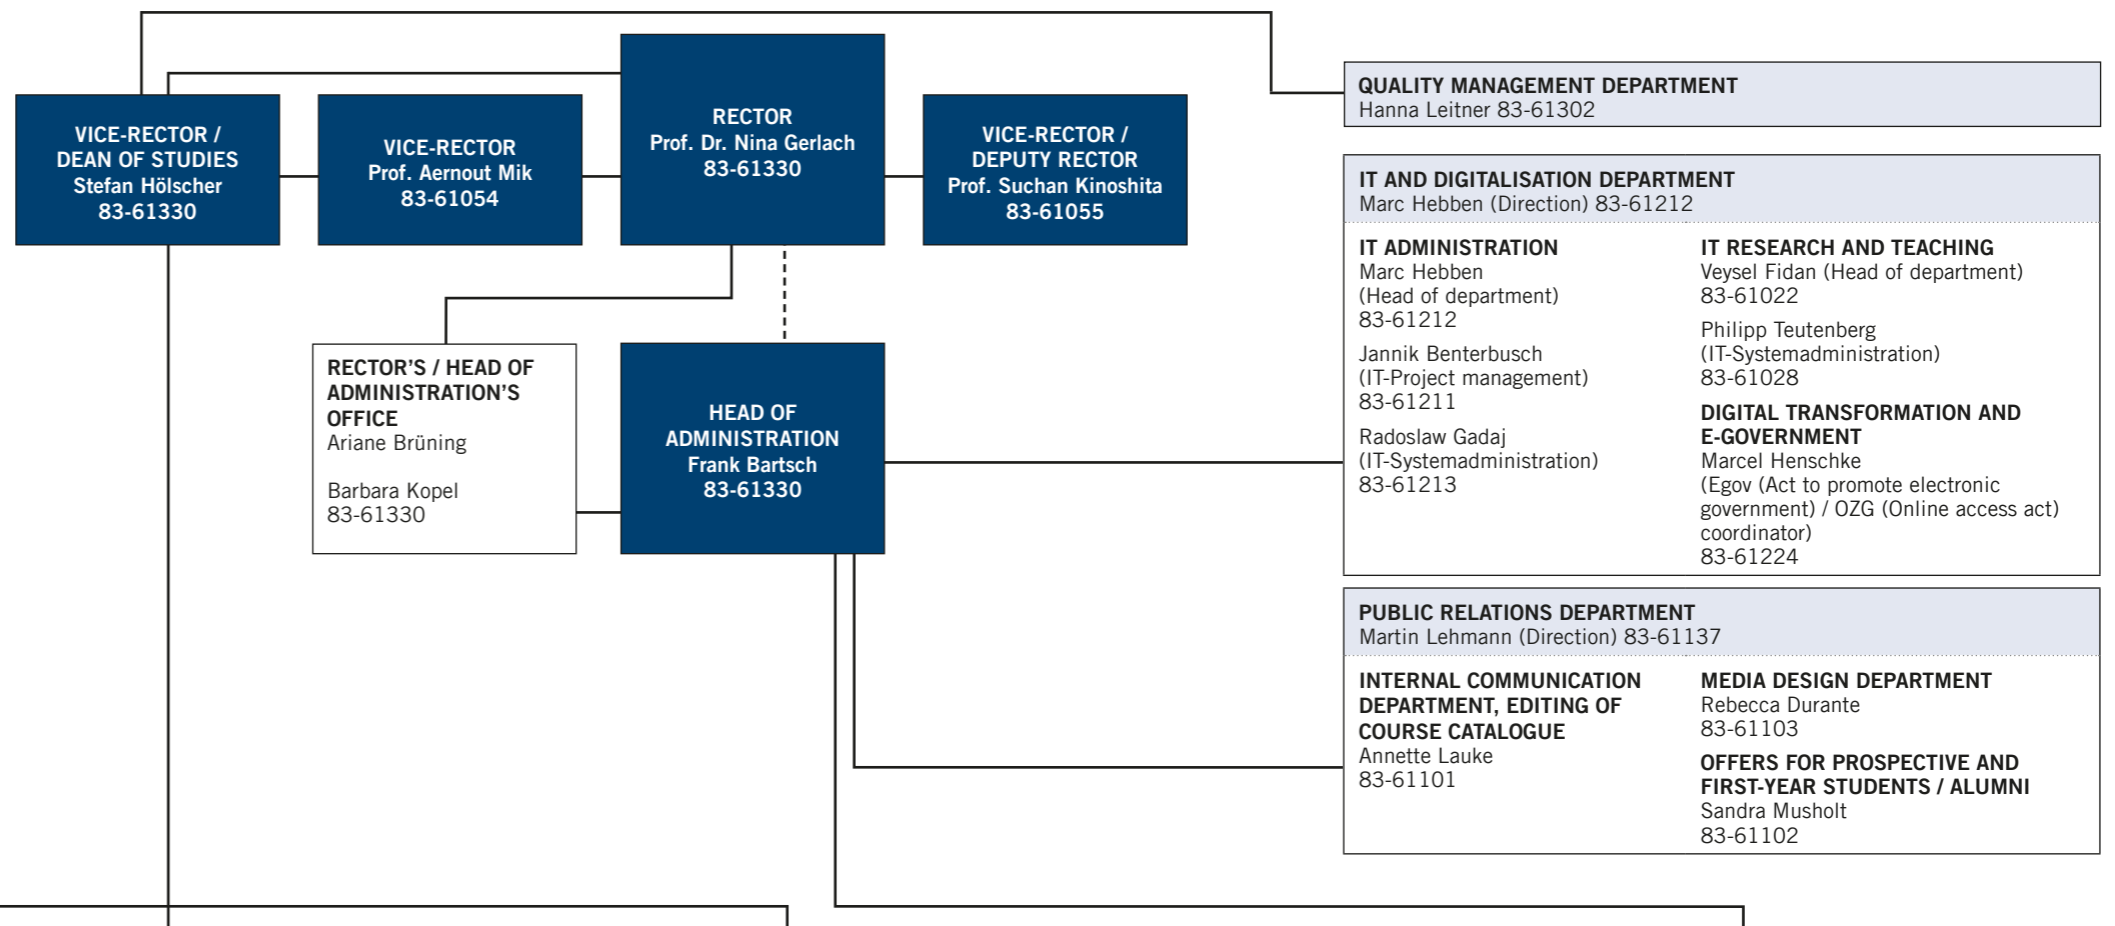 VICE-RECTOR /
DEAN OF STUDIES
Stefan Hölscher
83-61330
VICE-RECTOR
Prof. Aernout Mik
83-61054
RECTOR
Prof. Dr. Nina Gerlach
83-61330
VICE-RECTOR /
DEPUTY RECTOR
Prof. Suchan Kinoshita
83-61055
RECTOR’S / HEAD OF
ADMINISTRATION’S
OFFICE
Ariane Brüning
Barbara Kopel
83-61330
HEAD OF
ADMINISTRATION
Frank Bartsch
83-61330
QUALITY MANAGEMENT DEPARTMENT
Hanna Leitner 83-61302
IT AND DIGITALISATION DEPARTMENT
Marc Hebben (Direction) 83-61212
IT ADMINISTRATION
Marc Hebben
(Head of department)
83-61212
Jannik Benterbusch
(IT-Project management)
83-61211
Radoslaw Gadaj
(IT-Systemadministration)
83-61213
IT RESEARCH AND TEACHING
Veysel Fidan (Head of department)
83-61022
Philipp Teutenberg
(IT-Systemadministration)
83-61028
DIGITAL TRANSFORMATION AND
E-GOVERNMENT
Marcel Henschke
(Egov (Act to promote electronic
government) / OZG (Online access act)
coordinator)
83-61224
PUBLIC RELATIONS DEPARTMENT
Martin Lehmann (Direction) 83-61137
INTERNAL COMMUNICATION
DEPARTMENT, EDITING OF
COURSE CATALOGUE
Annette Lauke
83-61101
MEDIA DESIGN DEPARTMENT
Rebecca Durante
83-61103
OFFERS FOR PROSPECTIVE AND
FIRST-YEAR STUDENTS / ALUMNI
Sandra Musholt
83-61102